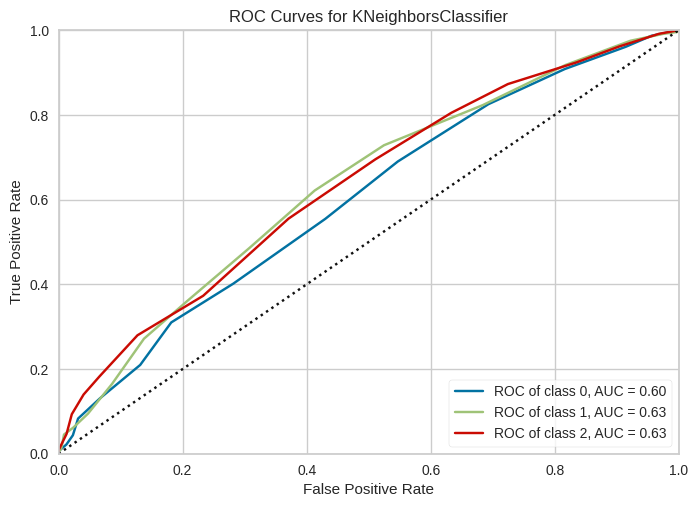 ROC Curves for KNeighborsClassifier
1.0
0.8
0.6
0.4
0.2
0.0
True Positive Rate
ROC of class 0, AUC = 0.60
ROC of class 1, AUC = 0.63
ROC of class 2, AUC = 0.63
0.0 0.2 0.4 0.6 0.8 1.0
False Positive Rate